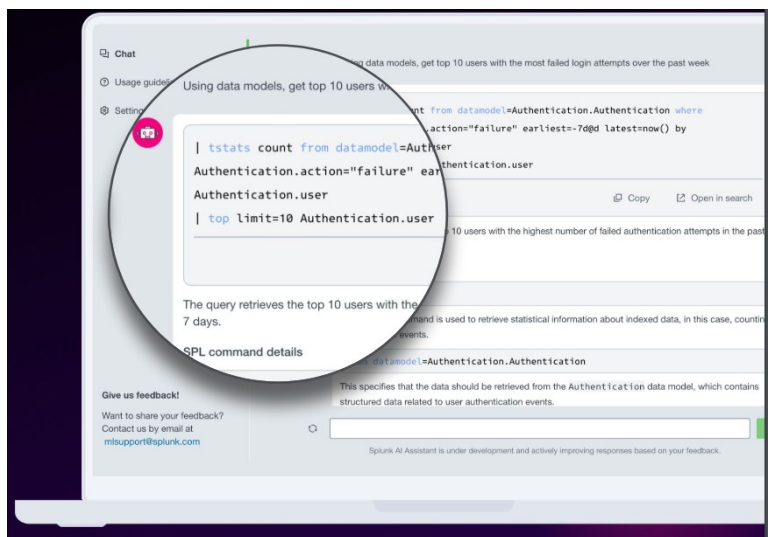 Chat
Usage guideli
Settings
Give us feedback!
Want to share your feedback?
Contact us by email at
mlsupport@splunk.com
Using data models, get top 10 users w
| tstats count from datamodel=Auth
Authentication.action="failure" ear
Authentication.user
| top limit=10 Authentication.user
The query retrieves the top 10 users with the
7 days.
SPL command details
data models, get top 10 users with the most failed login attempts over the past week
from datamodel=Authentication.Authentication where
.action="failure" earliest=-7d@d latest=now() by
user
thentication.user
Copy
Open in search
10 users with the highest number of failed authentication attempts in the past
mand is used to retrieve statistical information about indexed data, in this case, countin
events.
datamodel=Authentication.Authentication
This specifies that the data should be retrieved from the Authentication data model, which contains
structured data related to user authentication events.
Splunk AI Assistant is under development and actively improving responses based on your feedback.